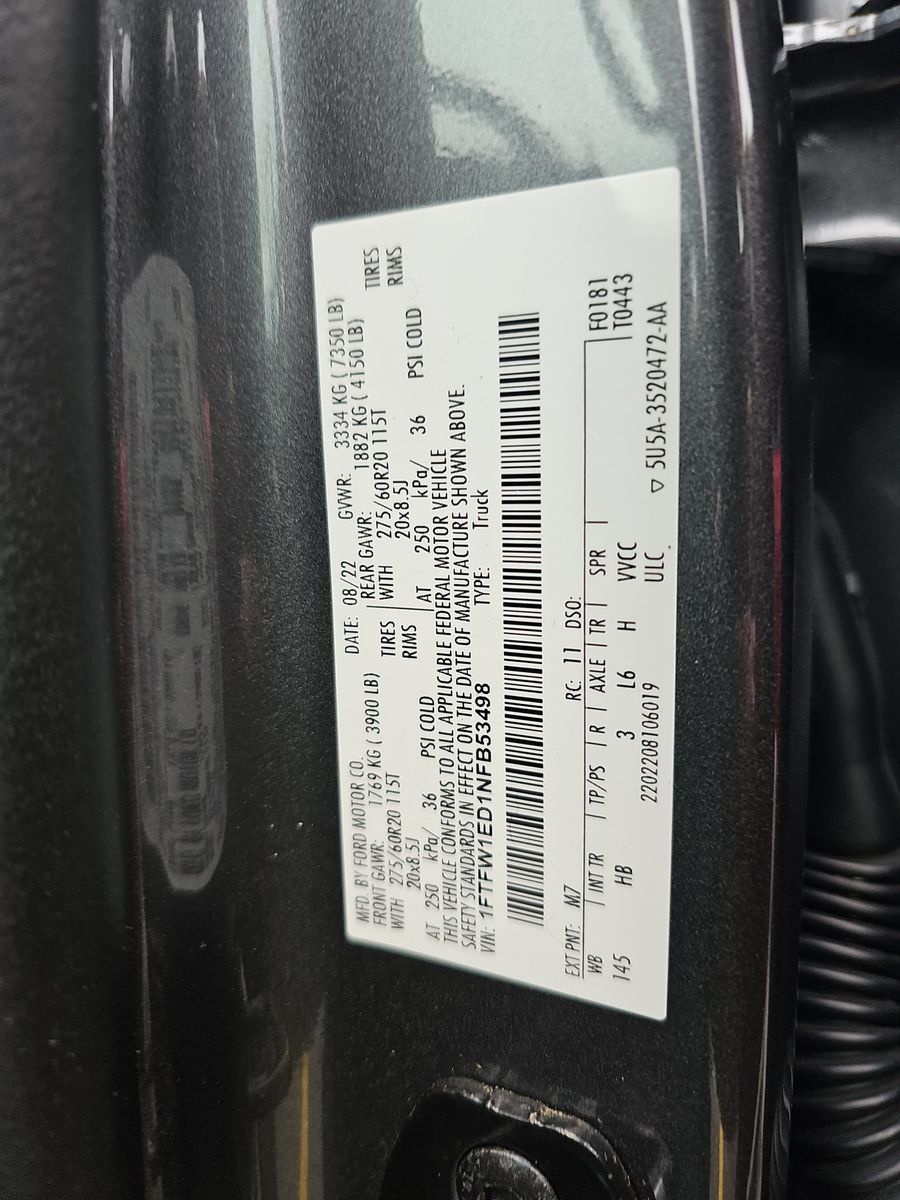 MFD. BY FORD MOTOR CO.
DATE: 08/22 GVWR: 3334 KG ( 7350 LB)
FRONT GAWR: 1769 KG ( 3900 LB)
REAR GAWR: 1882 KG ( 4150 LB)
WITH 275/60R20 115T TIRES
WITH 275/60R20 115T TIRES
20x8.5J RIMS
20x8.5J RIMS
AT 250 kPa/ 36 PSI COLD
AT 250 kPa/ 36 PSI COLD
THIS VEHICLE CONFORMS TO ALL APPLICABLE FEDERAL MOTOR VEHICLE
SAFETY STANDARDS IN EFFECT ON THE DATE OF MANUFACTURE SHOWN ABOVE.
VIN: 1FTFW1ED1NFB53498 TYPE: Truck
EXT PNT: M7 RC: 11 DSO:
WB INT TR TP/PS R AXLE TR SPR F0181
145 HB 3 L6 H VVCC T0443
2202208106019 ULC
5U5A-3520472-AA